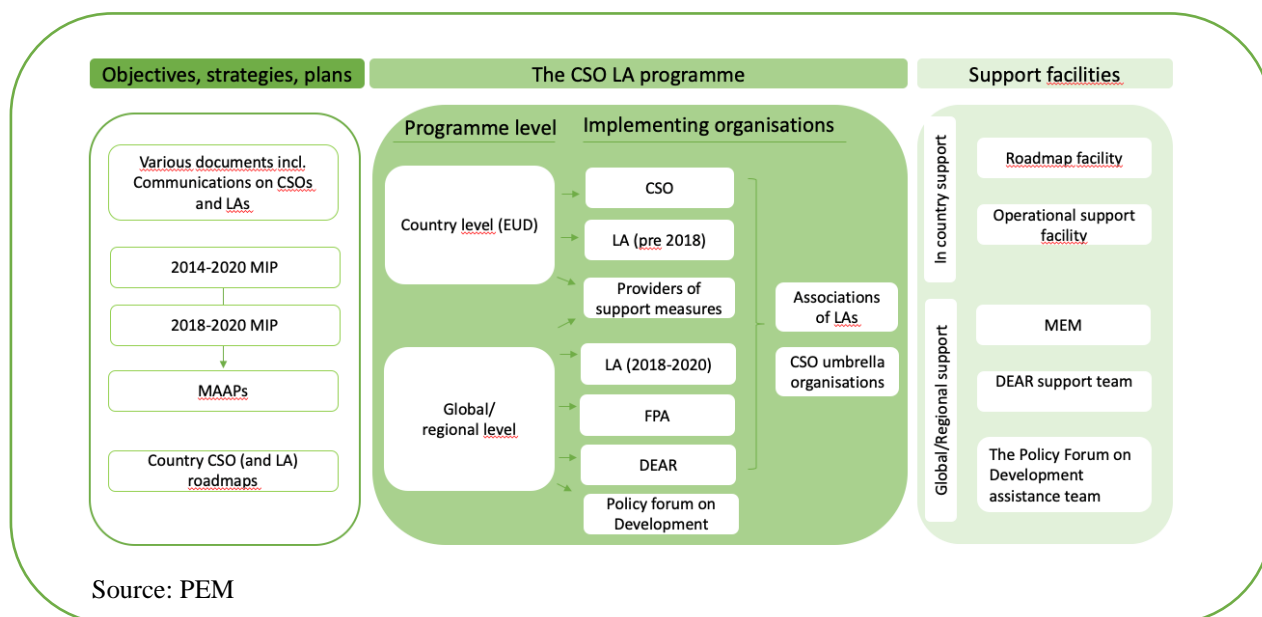 Objectives, strategies, plans
The CSO LA programme
Support facilities
Various documents incl.
Communications on CSOs
and LAs
2014-2020 MIP
2018-2020 MIP
MAAPs
Country CSO (and LA)
roadmaps
Programme level
Implementing organisations
Country level (EUD)
Global/
regional level
CSO
LA (pre 2018)
Providers of
support measures
LA (2018-2020)
FPA
DEAR
Policy forum on
Development
Associations
of LAs
CSO umbrella
organisations
In country support
Roadmap facility
Operational support
facility
Global/Regional support
MEM
DEAR support team
The Policy Forum on
Development
assistance team
Source: PEM